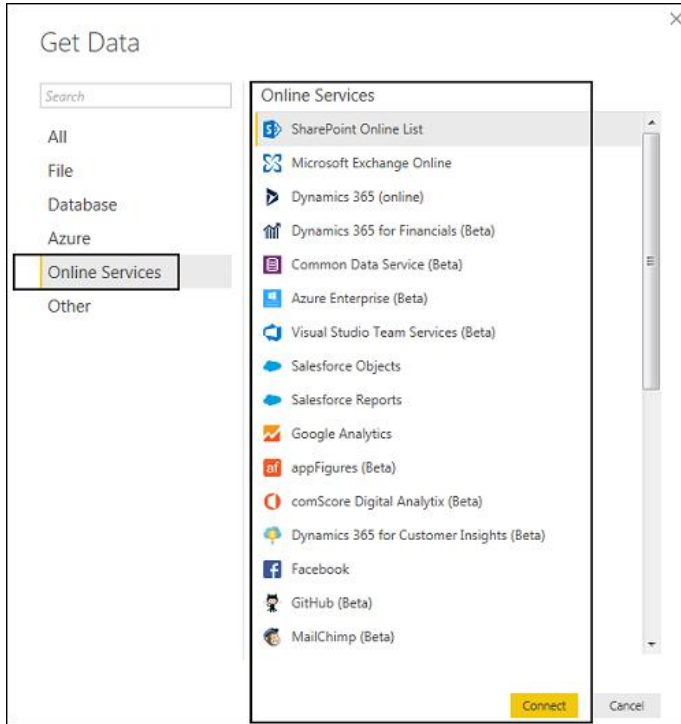 Get Data
Search
All
File
Database
Azure
Online Services
Other
Online Services
SharePoint Online List
Microsoft Exchange Online
Dynamics 365 (online)
Dynamics 365 for Financials (Beta)
Common Data Service (Beta)
Azure Enterprise (Beta)
Visual Studio Team Services (Beta)
Salesforce Objects
Salesforce Reports
Google Analytics
af appFigures (Beta)
comScore Digital Analytix (Beta)
Dynamics 365 for Customer Insights (Beta)
Facebook
GitHub (Beta)
MailChimp (Beta)
Connect Cancel